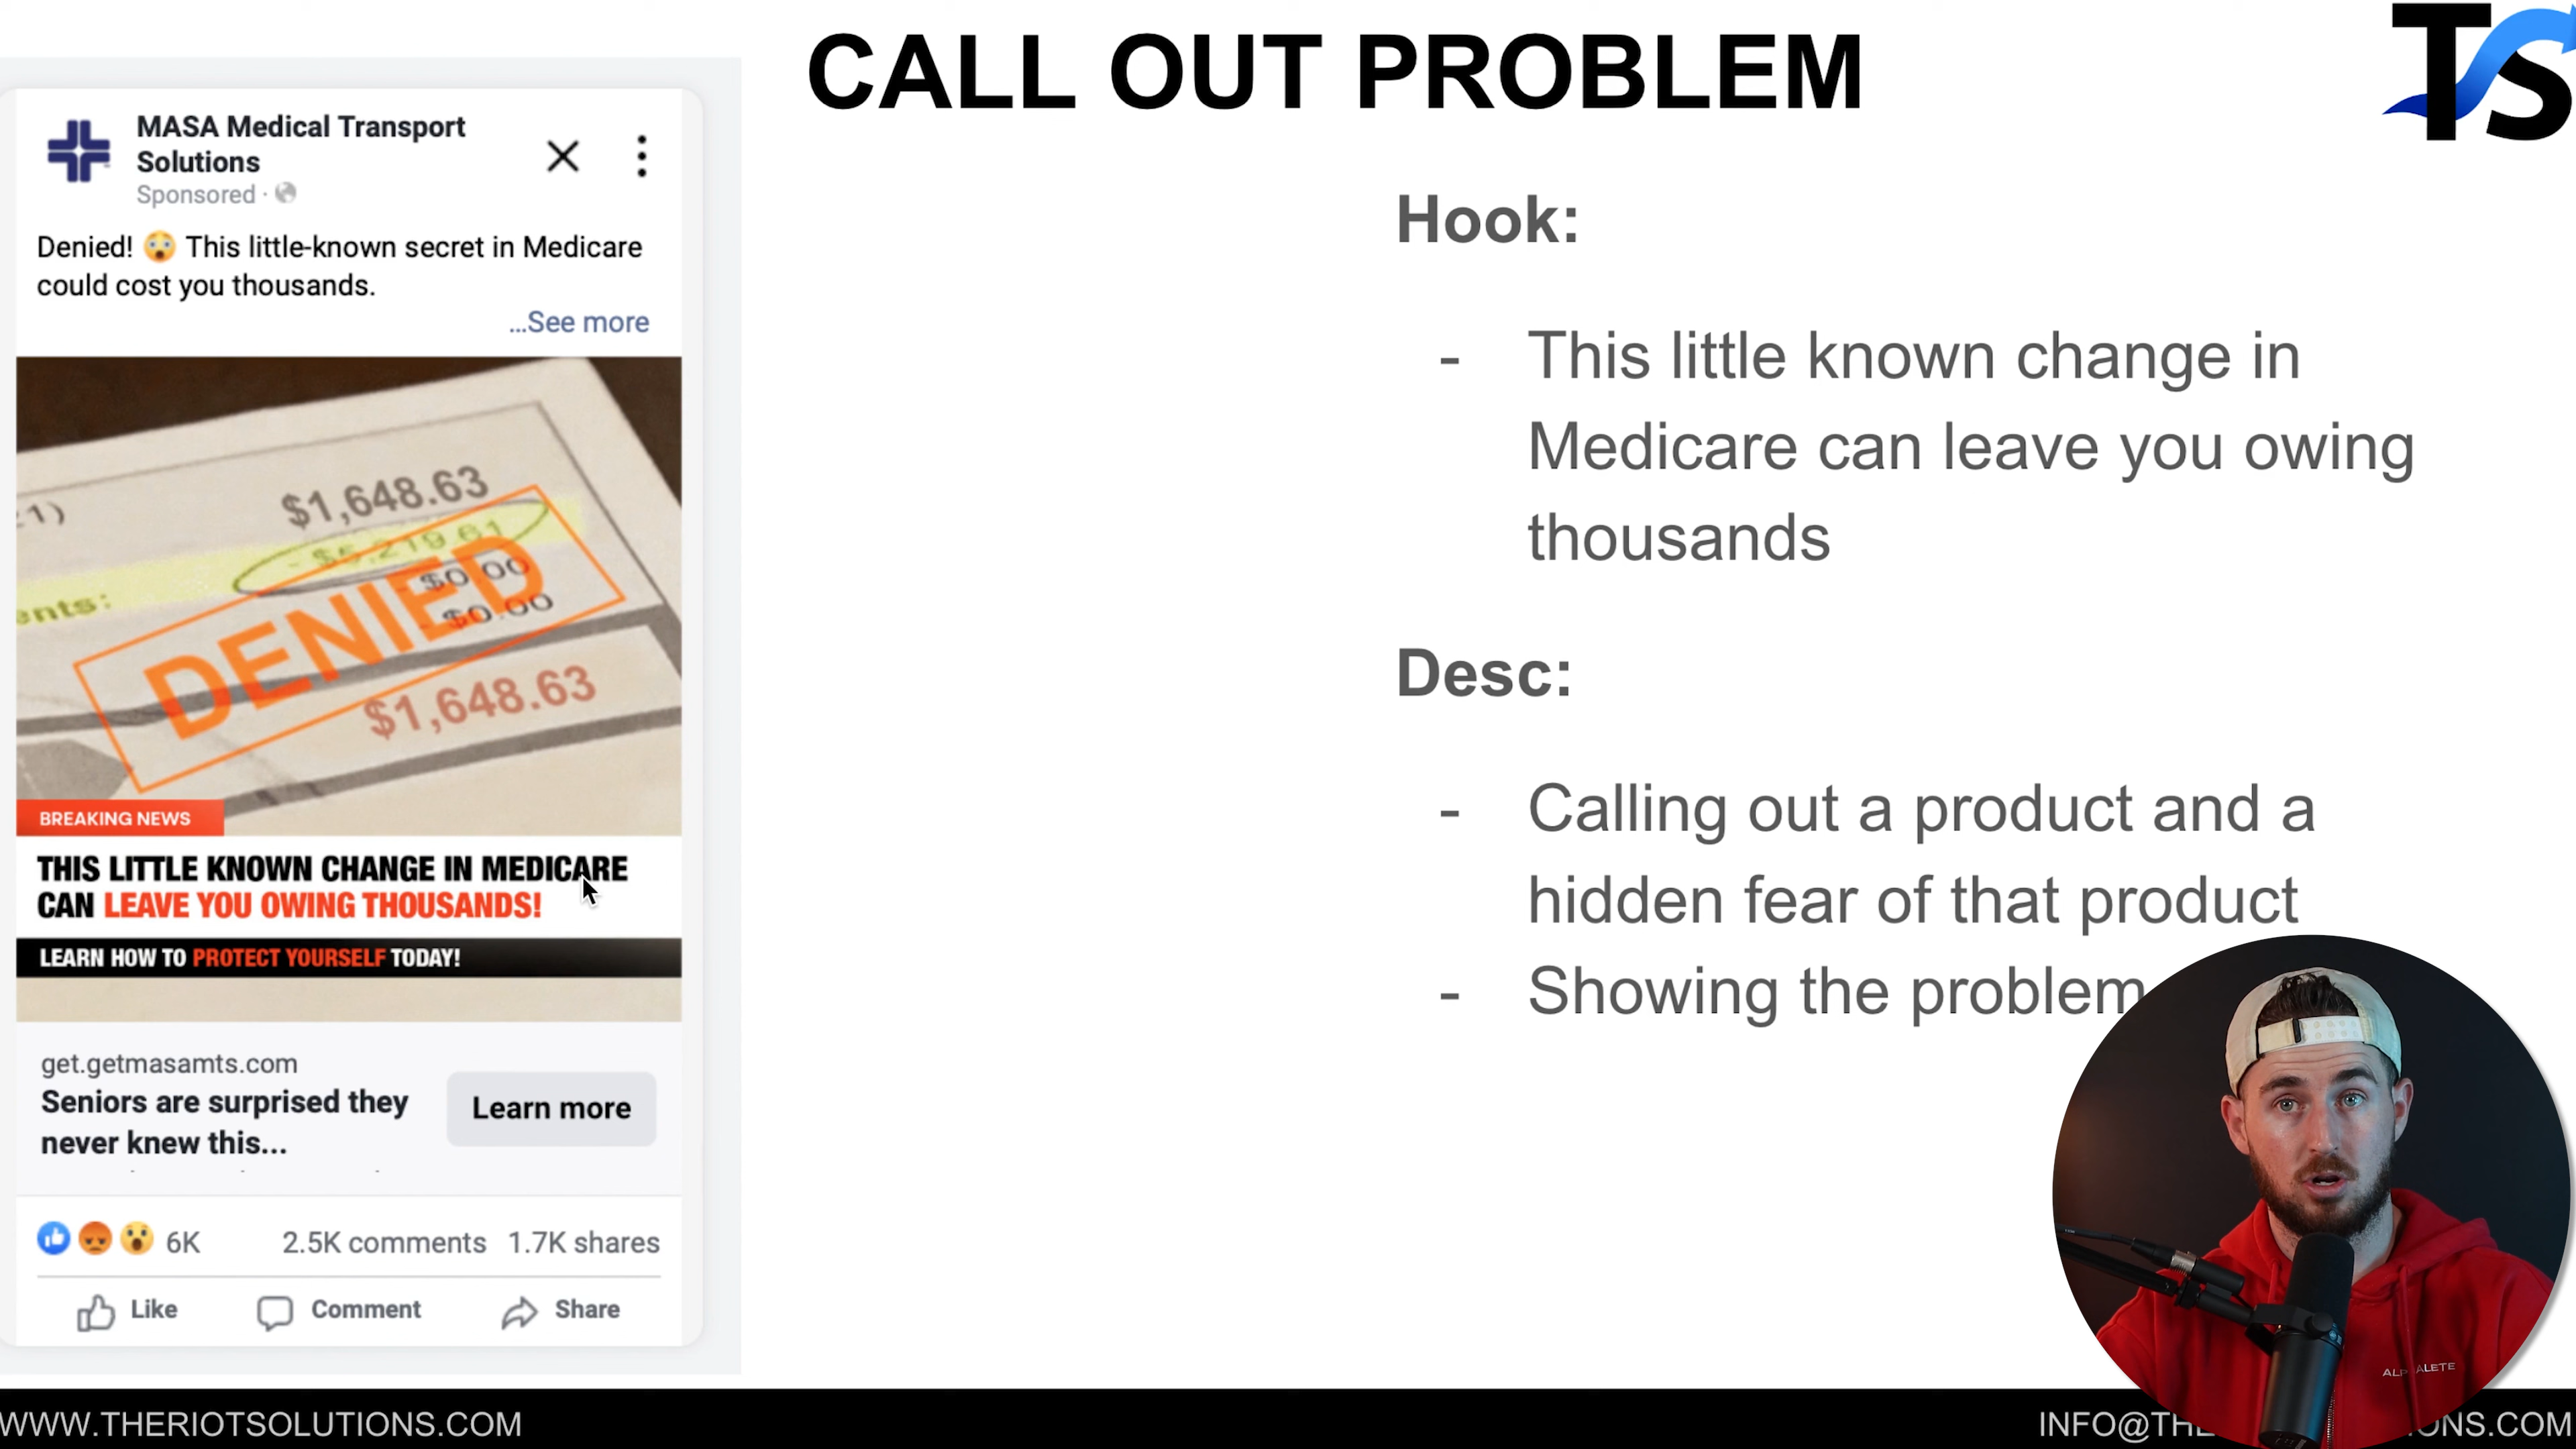 CALL OUT PROBLEM
TS
MASA Medical Transport
Solutions
Sponsored ·
Denied! 😮 This little-known secret in Medicare
could cost you thousands.
...See more
$1,648.63
- $5,219.61
$0.00
$0.00
DENIED
$1,648.63
BREAKING NEWS
THIS LITTLE KNOWN CHANGE IN MEDICARE
CAN LEAVE YOU OWING THOUSANDS!
LEARN HOW TO PROTECT YOURSELF TODAY!
get.getmasamts.com
Seniors are surprised they
never knew this...
Learn more
6K 2.5K comments 1.7K shares
Like Comment Share
Hook:
- This little known change in
Medicare can leave you owing
thousands
Desc:
- Calling out a product and a
hidden fear of that product
- Showing the problem
WWW.THERIOTSOLUTIONS.COM